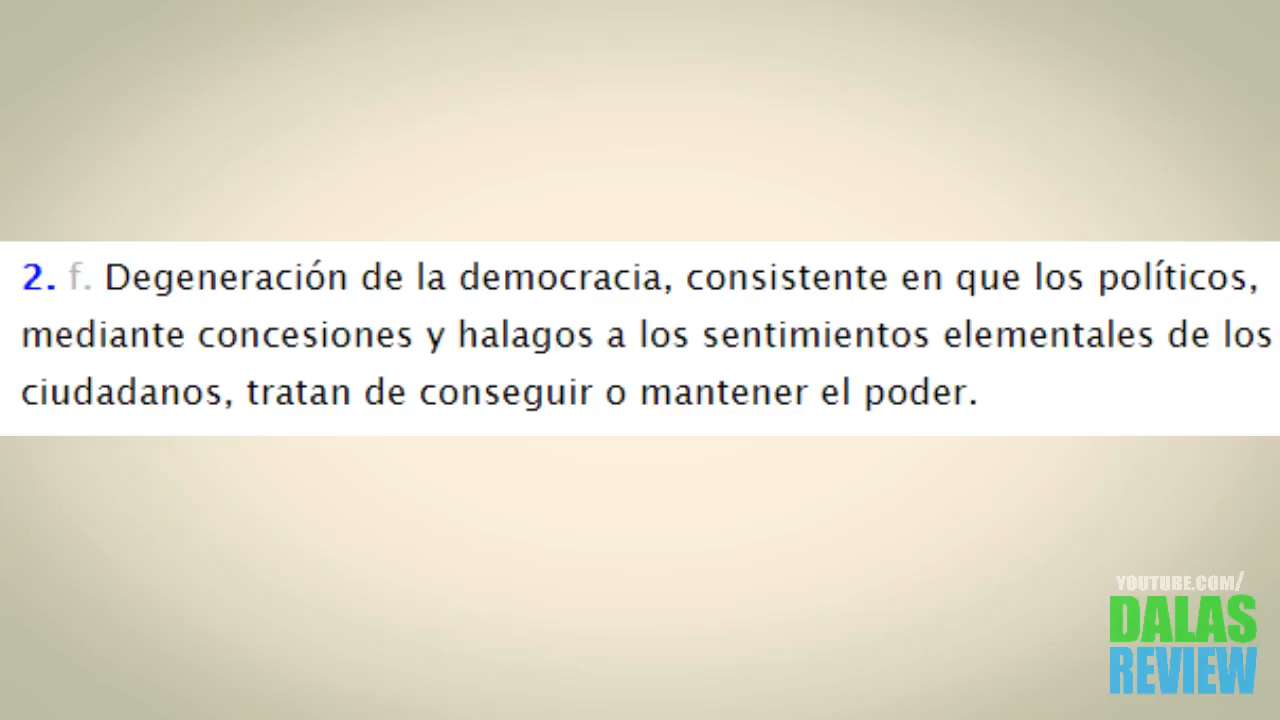 2. f. Degeneración de la democracia, consistente en que los políticos,
mediante concesiones y halagos a los sentimientos elementales de los
ciudadanos, tratan de conseguir o mantener el poder.
YOUTUBE.COM/
DALAS
REVIEW